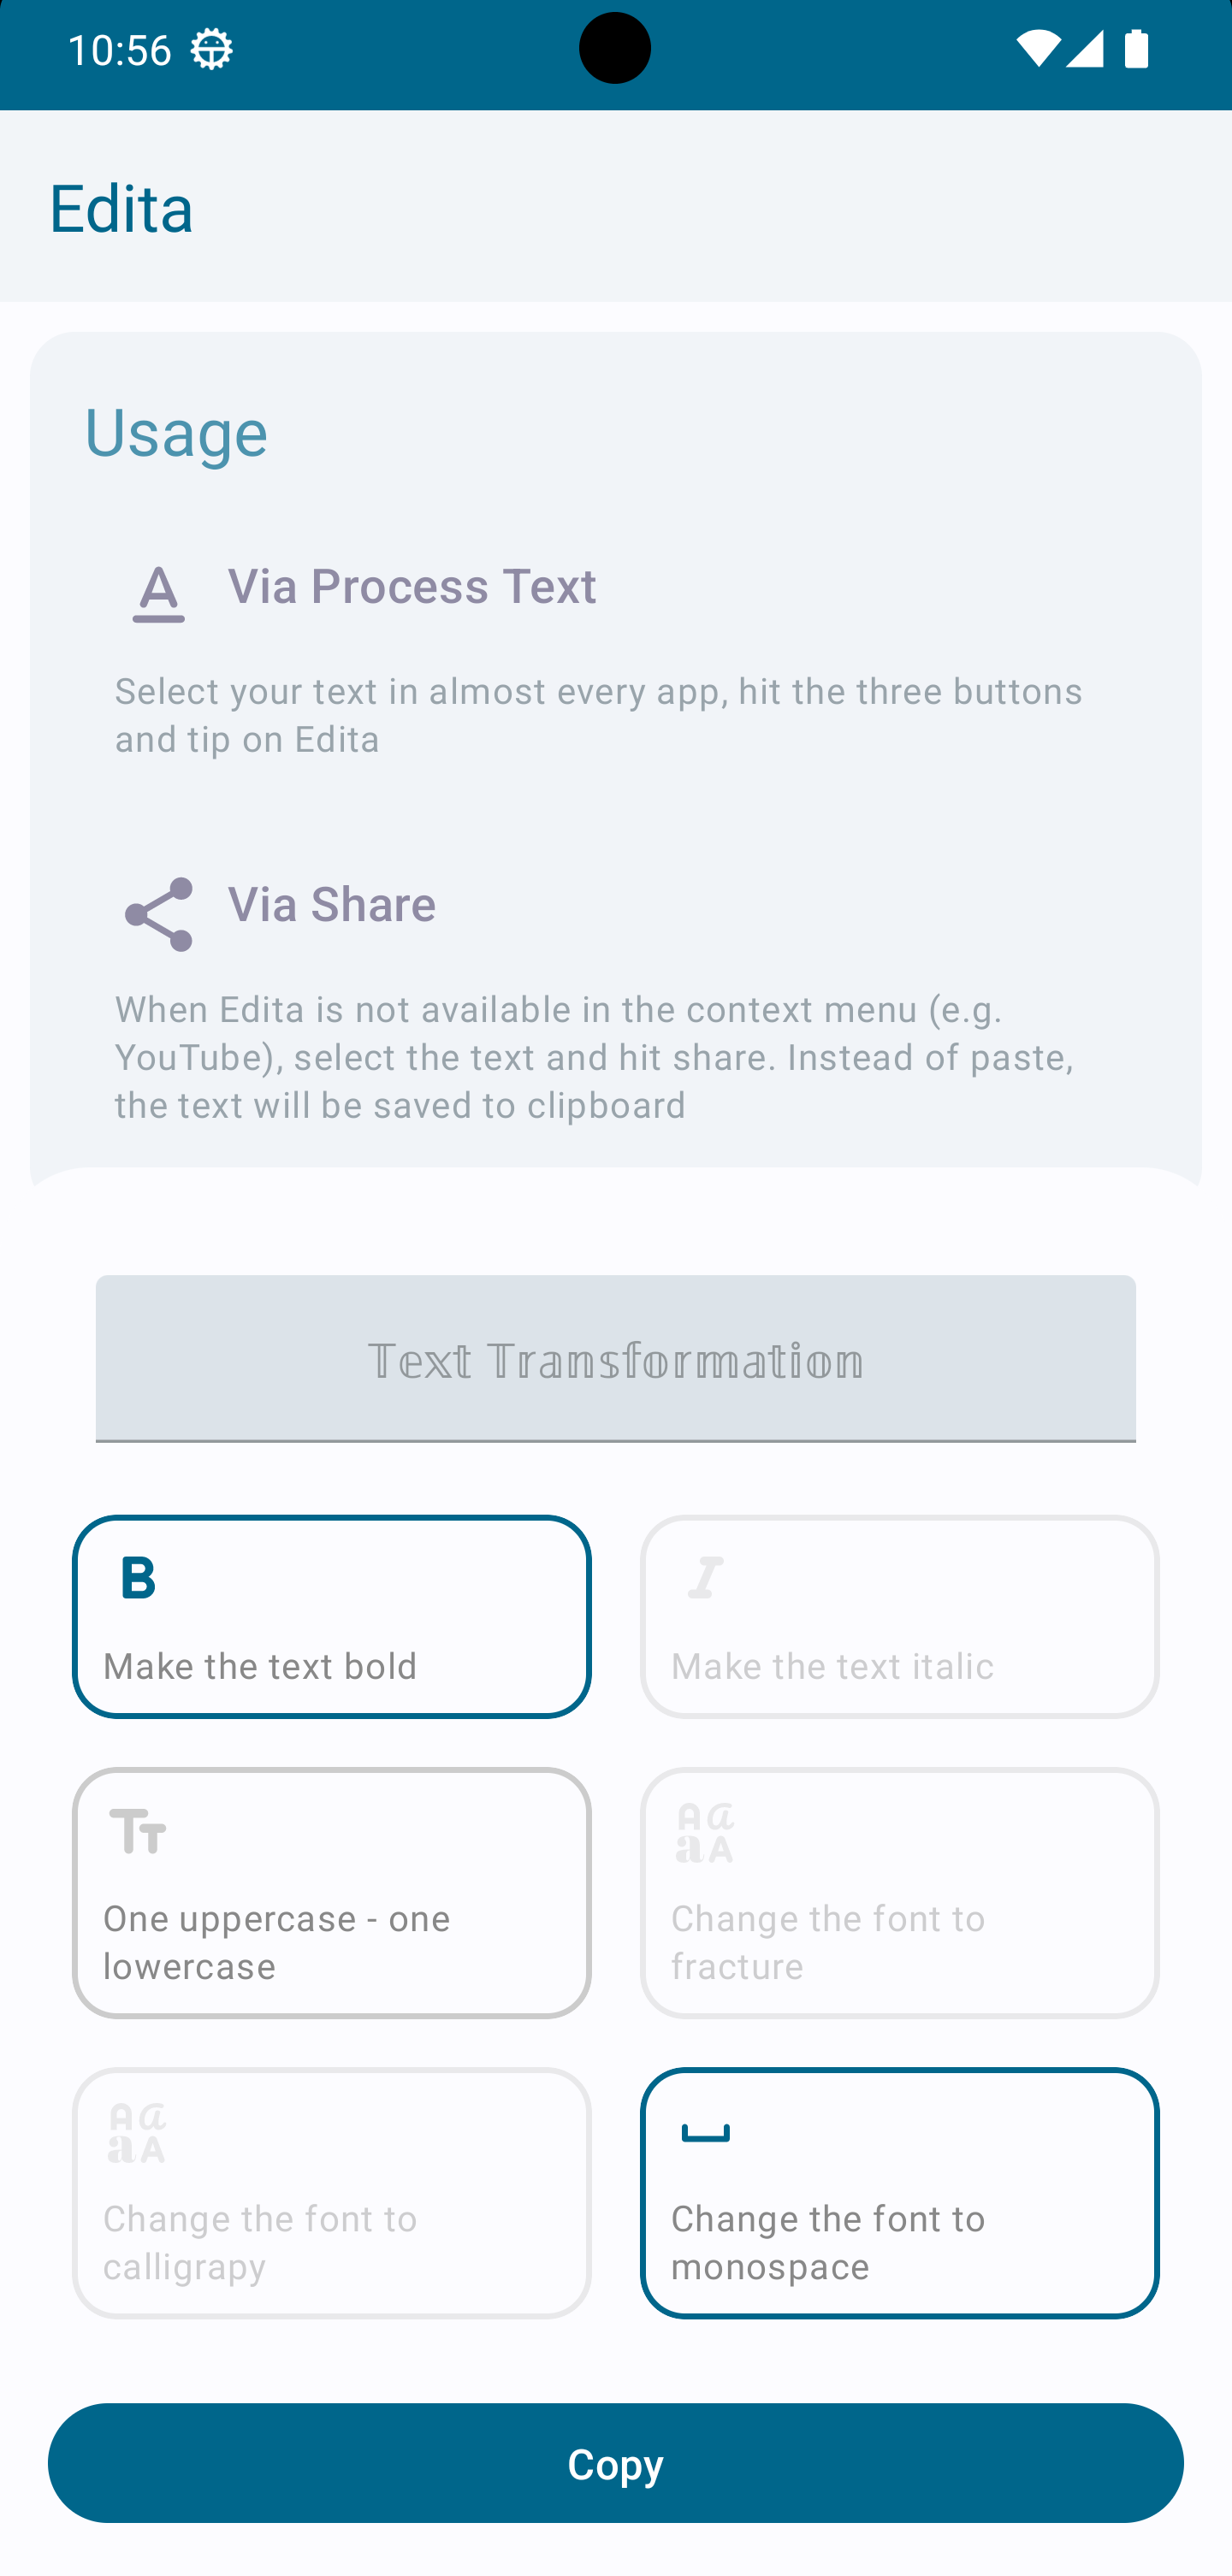 10:56
Edita
Usage
Via Process Text
Select your text in almost every app, hit the three buttons
and tip on Edita
Via Share
When Edita is not available in the context menu (e.g.
YouTube), select the text and hit share. Instead of paste,
the text will be saved to clipboard
𝕋𝕖𝕩𝕥 𝕋𝕣𝕒𝕟𝕤𝕗𝕠𝕣𝕞𝕒𝕥𝕚𝕠𝕟
Make the text bold
Make the text italic
One uppercase - one
lowercase
Change the font to
fracture
Change the font to
calligrapy
Change the font to
monospace
Copy